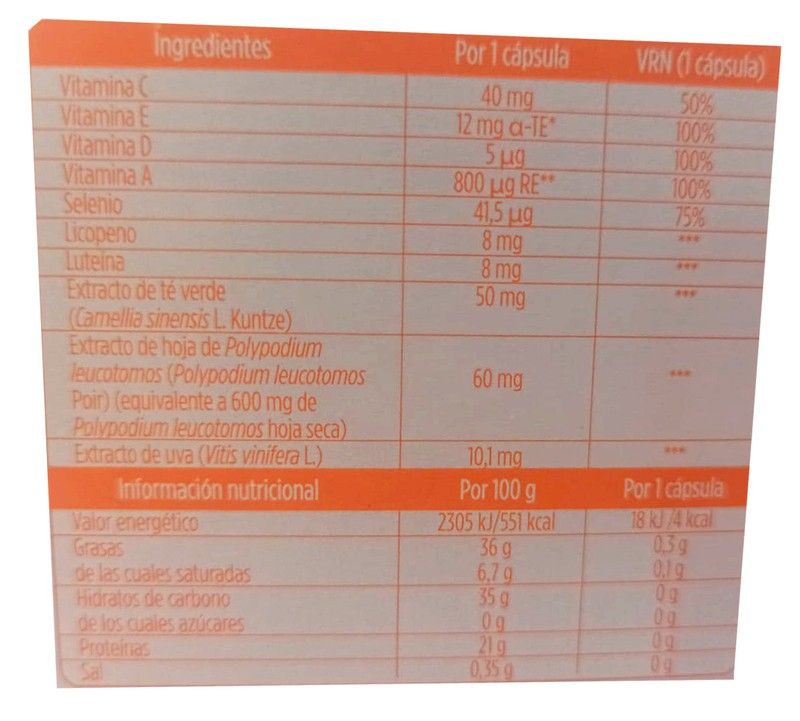 Ingredientes Por 1 cápsula VRN (1 cápsula)
Vitamina C 40 mg 50%
Vitamina E 12 mg α-TE* 100%
Vitamina D 5 µg 100%
Vitamina A 800 µg RE** 100%
Selenio 41,5 µg 75%
Licopeno 8 mg ***
Luteína 8 mg ***
Extracto de té verde 50 mg ***
(Camellia sinensis L. Kuntze)
Extracto de hoja de Polypodium
leucotomos (Polypodium leucotomos 60 mg ***
Poir) (equivalente a 600 mg de
Polypodium leucotomos hoja seca)
Extracto de uva (Vitis vinifera L.) 10,1 mg ***
Información nutricional Por 100 g Por 1 cápsula
Valor energético 2305 kJ/551 kcal 18 kJ /4 kcal
Grasas 36 g 0,3 g
de las cuales saturadas 6,7 g 0,1 g
Hidratos de carbono 35 g 0 g
de los cuales azúcares 0 g 0 g
Proteínas 21 g 0 g
Sal 0,35 g 0 g